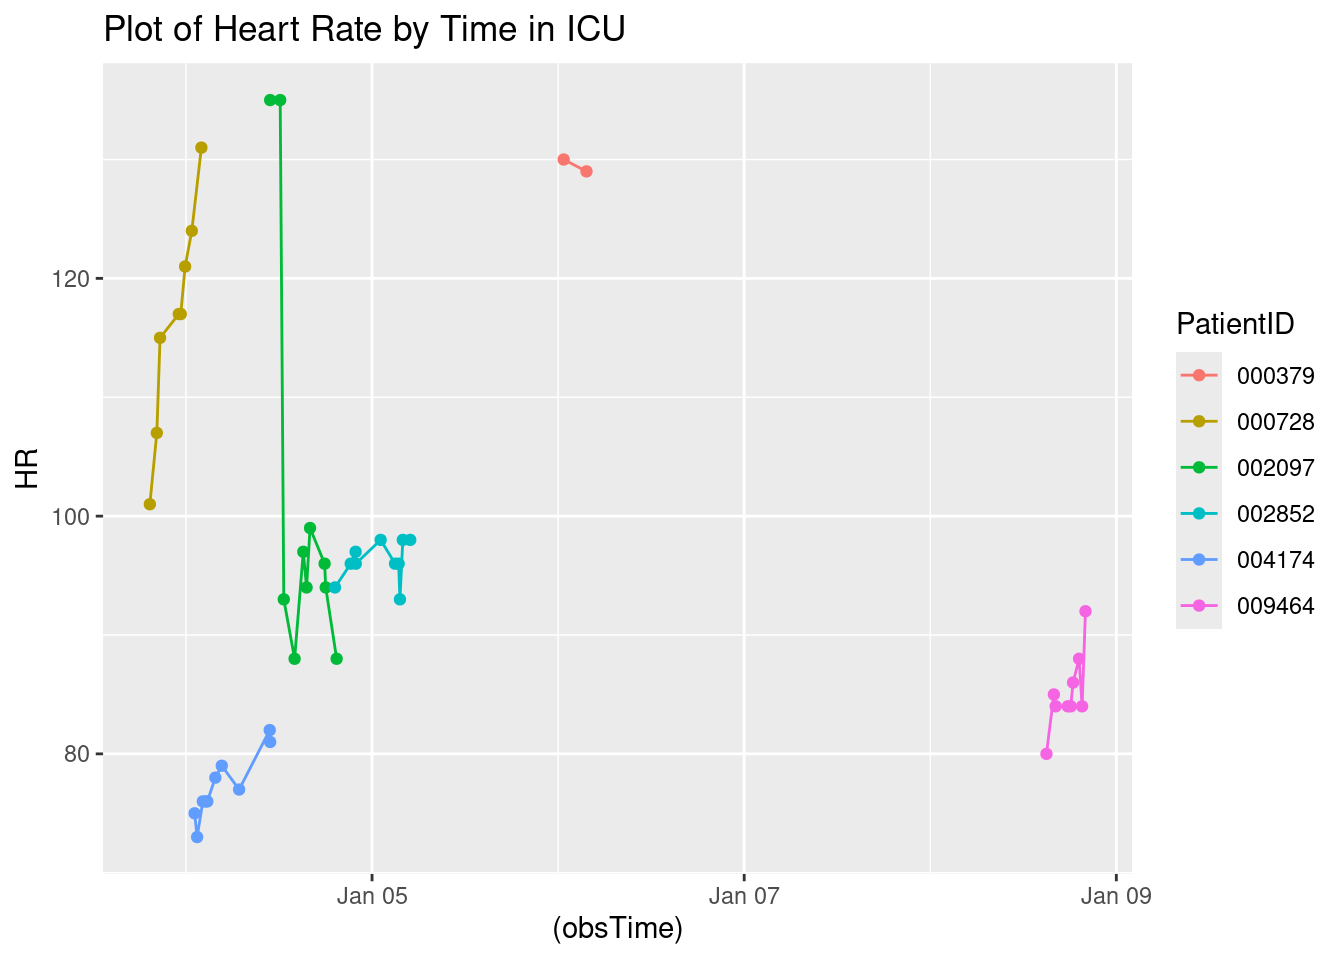 Plot of Heart Rate by Time in ICU
HR
120
100
80
Jan 05
Jan 07
Jan 09
(obsTime)
PatientID
000379
000728
002097
002852
004174
009464